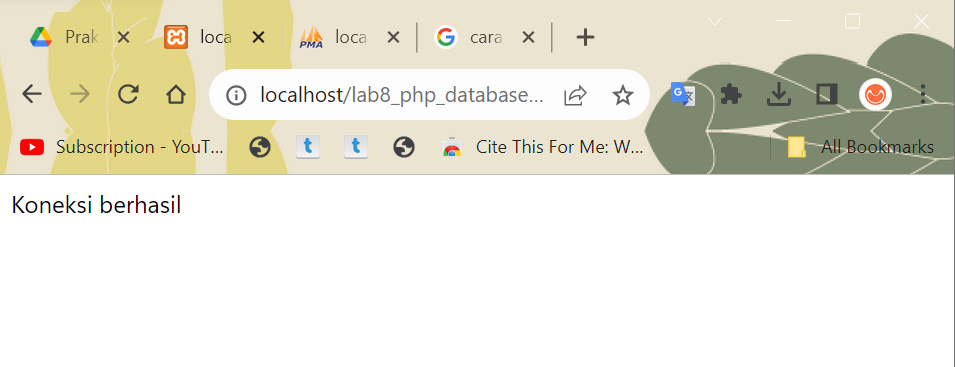 Prak loca PMA loca G cara
localhost/lab8_php_database...
Subscription - YouT... t t Cite This For Me: W... All Bookmarks
Koneksi berhasil